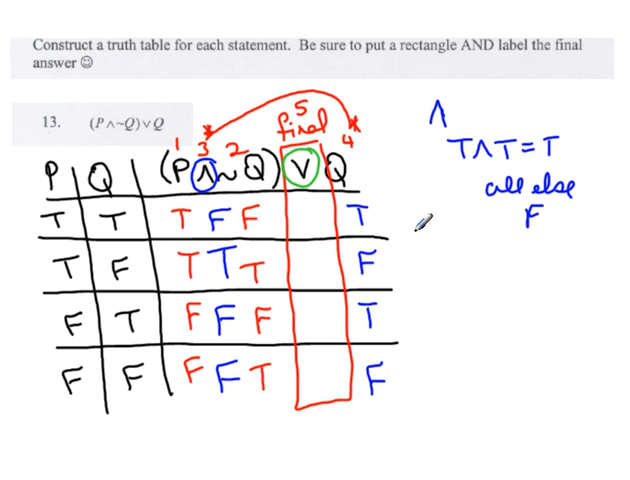 Construct a truth table for each statement. Be sure to put a rectangle AND label the final
answer ☺
13. (P∧~Q)∨Q
5
final
1 3 2 4
P Q (P ∧ ~ Q) ∨ Q
T T T F F T
T F T T T F
F T F F F T
F F F F T F
∧
T∧T=T
all else
F